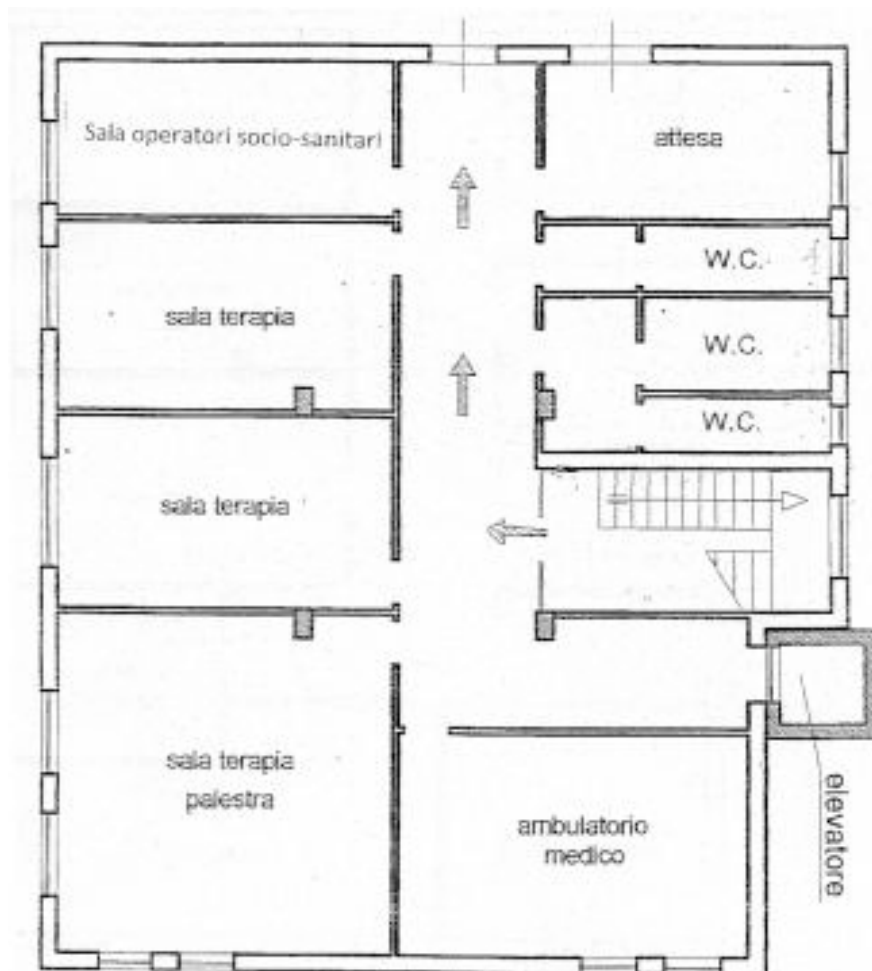 Sala operatori socio-sanitari
attesa
W.C.
sala terapia
W.C.
W.C.
sala terapia
sala terapia
palestra
ambulatorio
medico
elevatore